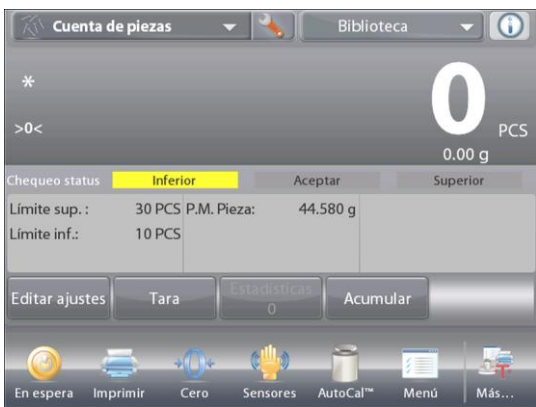 Cuenta de piezas Biblioteca
*
>0<
0 PCS
0.00 g
Chequeo status Inferior Aceptar Superior
Límite sup. : 30 PCS P.M. Pieza: 44.580 g
Límite inf.: 10 PCS
Editar ajustes Tara Estadísticas 0 Acumular
En espera Imprimir Cero Sensores AutoCal™ Menú Más...